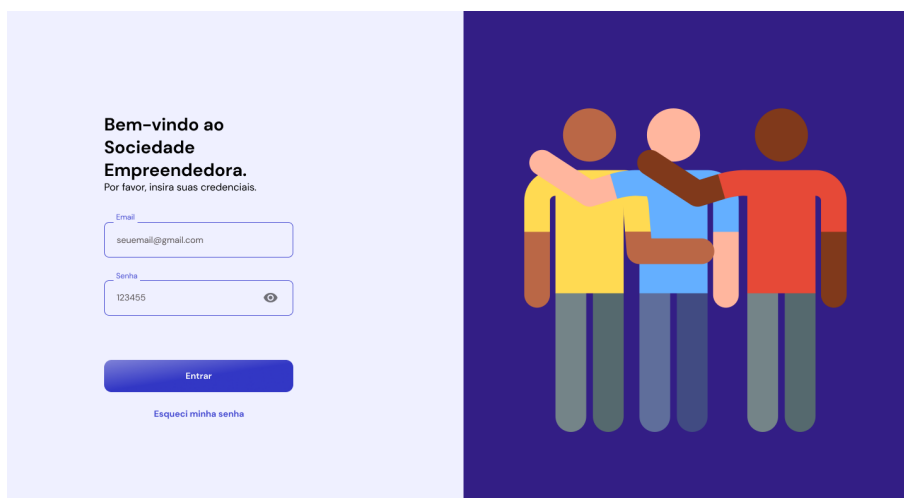 Bem-vindo ao
Sociedade
Empreendedora.
Por favor, insira suas credenciais.
Email
seuemail@gmail.com
Senha
123455
Entrar
Esqueci minha senha